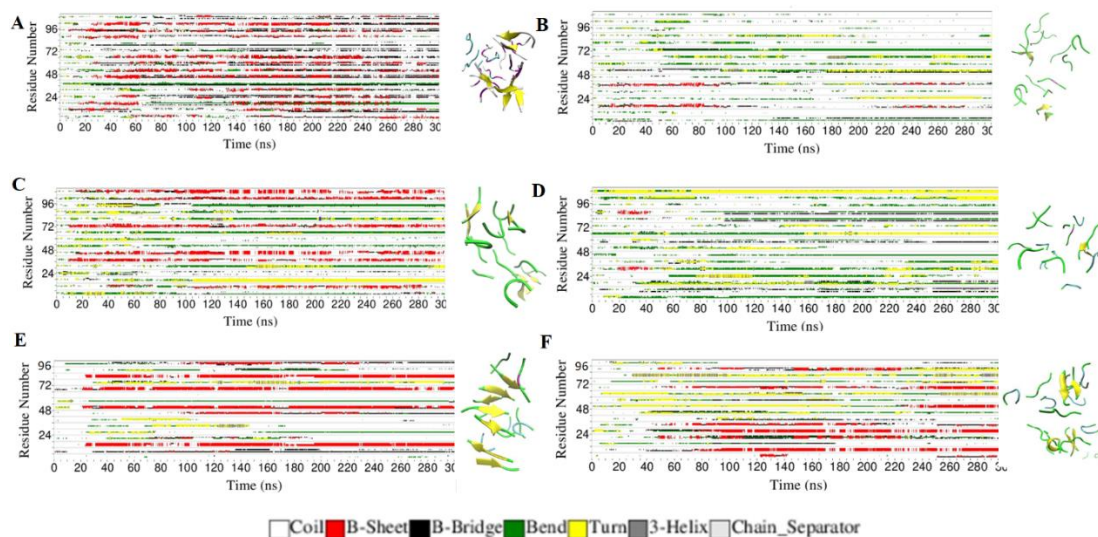 A
B
Residue Number
96
72
48
24
0 20 40 60 80 100 120 140 160 180 200 220 240 260 280 30
Time (ns)
Residue Number
96
72
48
24
0 20 40 60 80 100 120 140 160 180 200 220 240 260 280 30
Time (ns)
C
D
Residue Number
96
72
48
24
0 20 40 60 80 100 120 140 160 180 200 220 240 260 280 300
Time (ns)
Residue Number
96
72
48
24
0 20 40 60 80 100 120 140 160 180 200 220 240 260 280 30
Time (ns)
E
F
Residue Number
96
72
48
24
0 20 40 60 80 100 120 140 160 180 200 220 240 260 280 300
Time (ns)
Residue Number
96
72
48
24
0 20 40 60 80 100 120 140 160 180 200 220 240 260 280
Time (ns)
Coil B-Sheet B-Bridge Bend Turn 3-Helix Chain_Separator